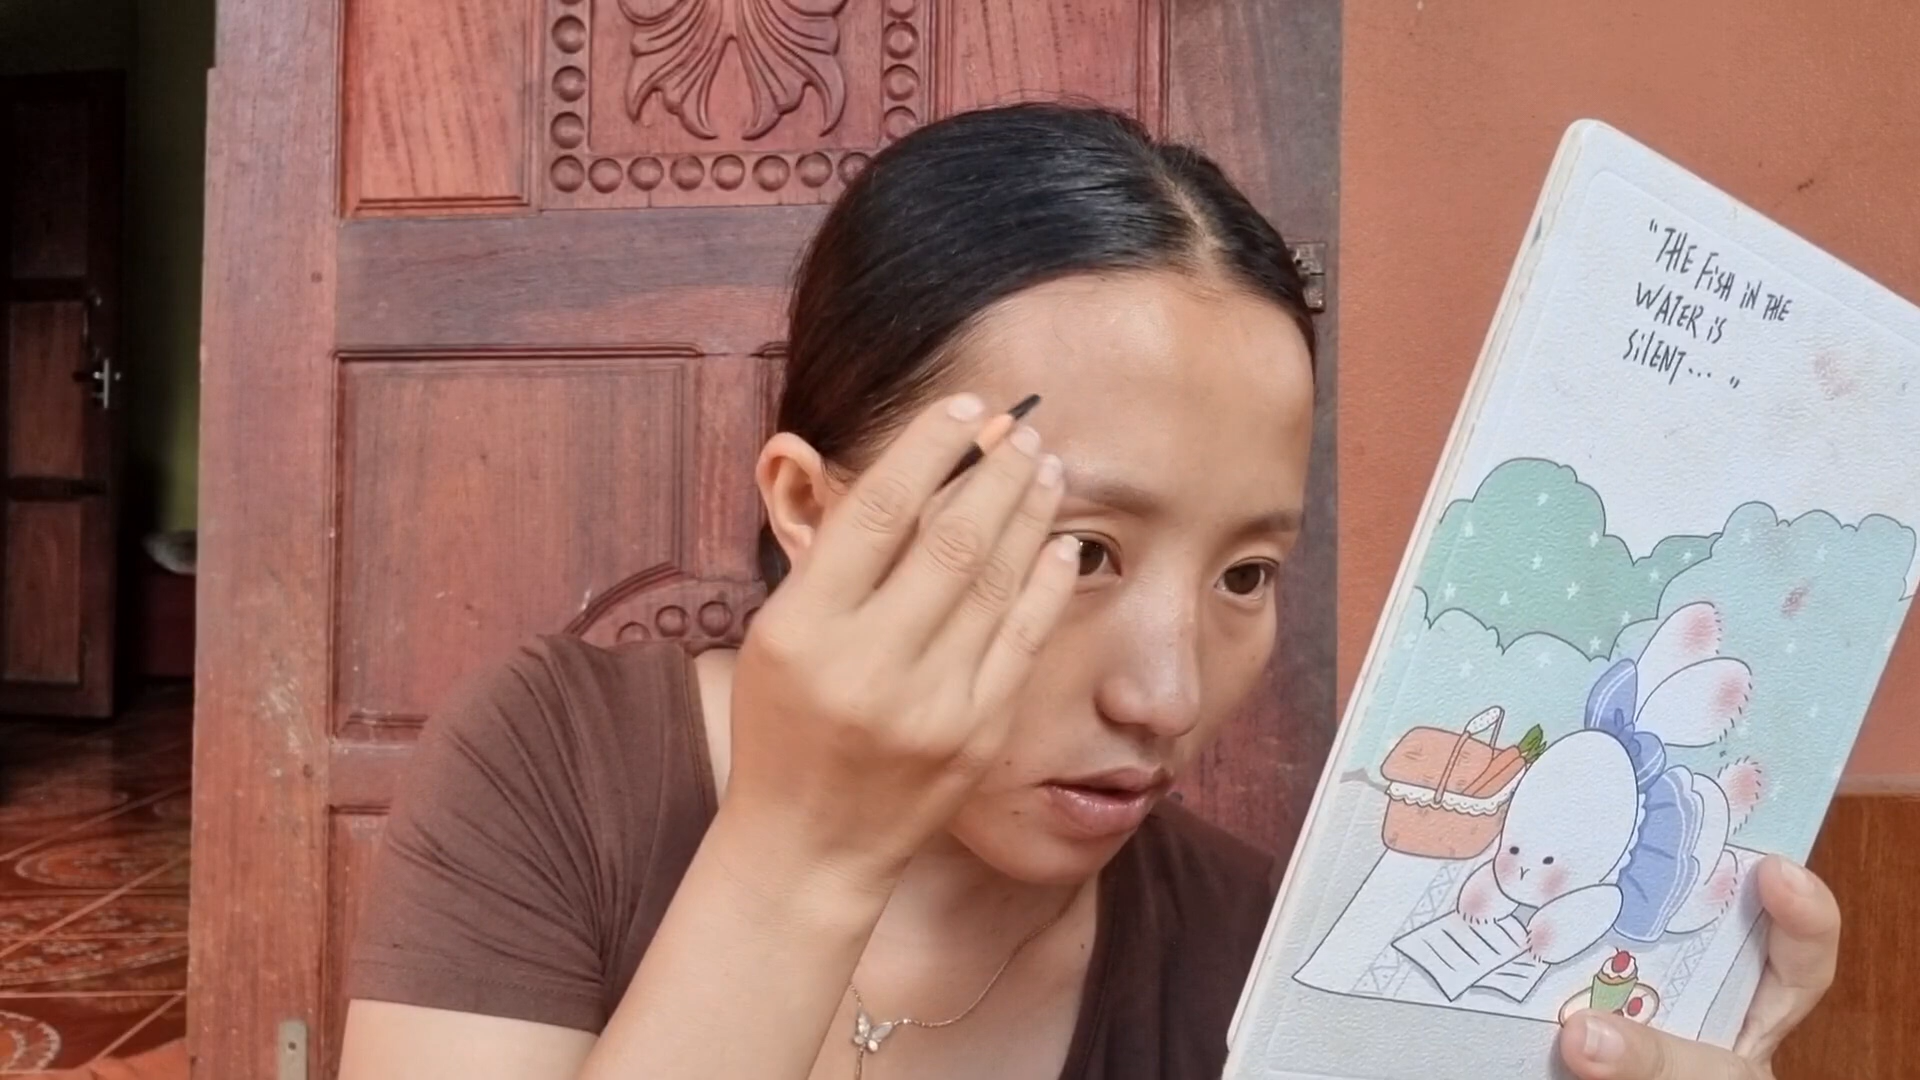 "THE FiSH iN THE
WATER iS
SiLENT... "